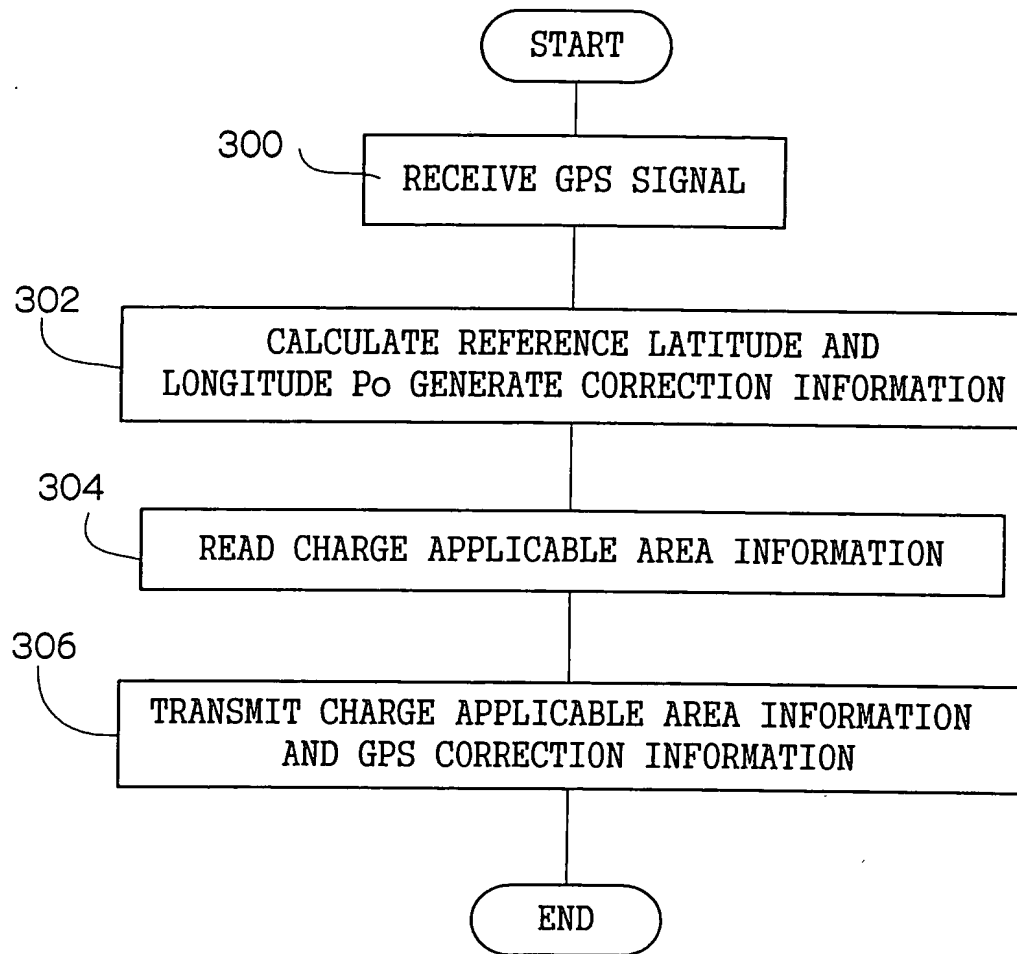 START
300
RECEIVE GPS SIGNAL
302
CALCULATE REFERENCE LATITUDE AND
LONGITUDE Po GENERATE CORRECTION INFORMATION
304
READ CHARGE APPLICABLE AREA INFORMATION
306
TRANSMIT CHARGE APPLICABLE AREA INFORMATION
AND GPS CORRECTION INFORMATION
END